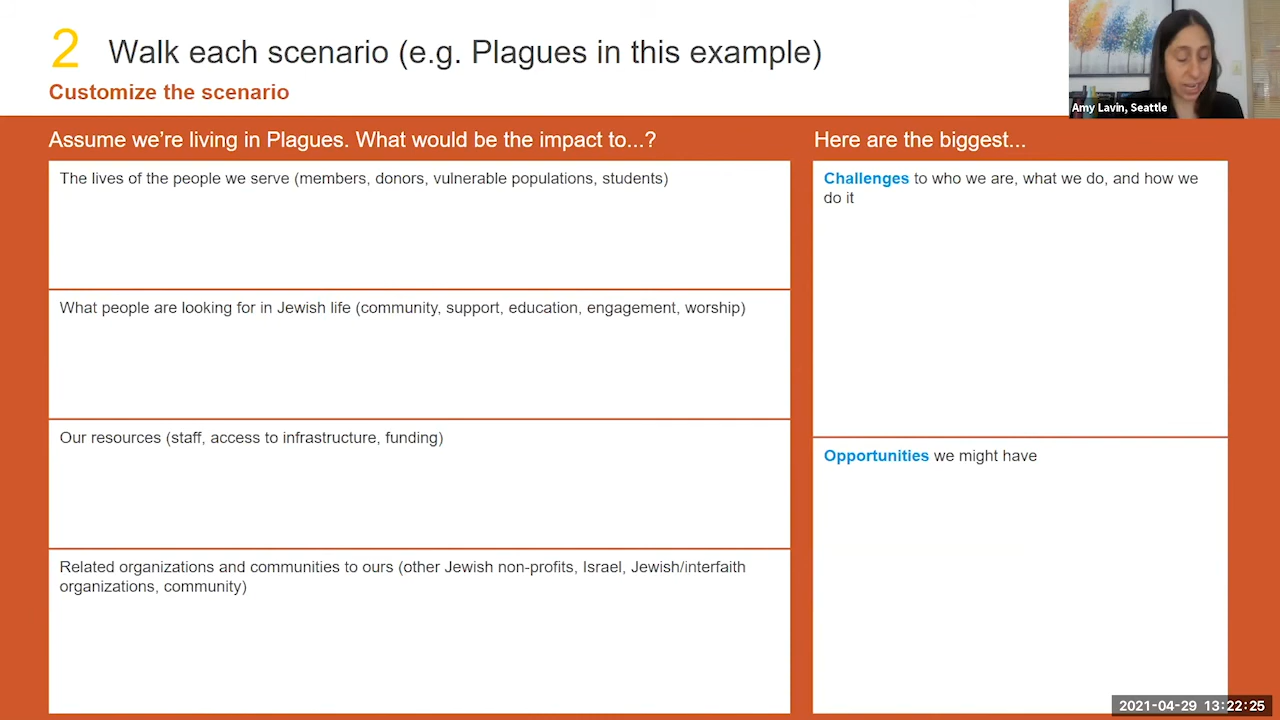 2 Walk each scenario (e.g. Plagues in this example)
Customize the scenario
Amy Lavin, Seattle
Assume we're living in Plagues. What would be the impact to...?
The lives of the people we serve (members, donors, vulnerable populations, students)
What people are looking for in Jewish life (community, support, education, engagement, worship)
Our resources (staff, access to infrastructure, funding)
Related organizations and communities to ours (other Jewish non-profits, Israel, Jewish/interfaith
organizations, community)
Here are the biggest...
Challenges to who we are, what we do, and how we
do it
Opportunities we might have
2021-04-29 13:22:25